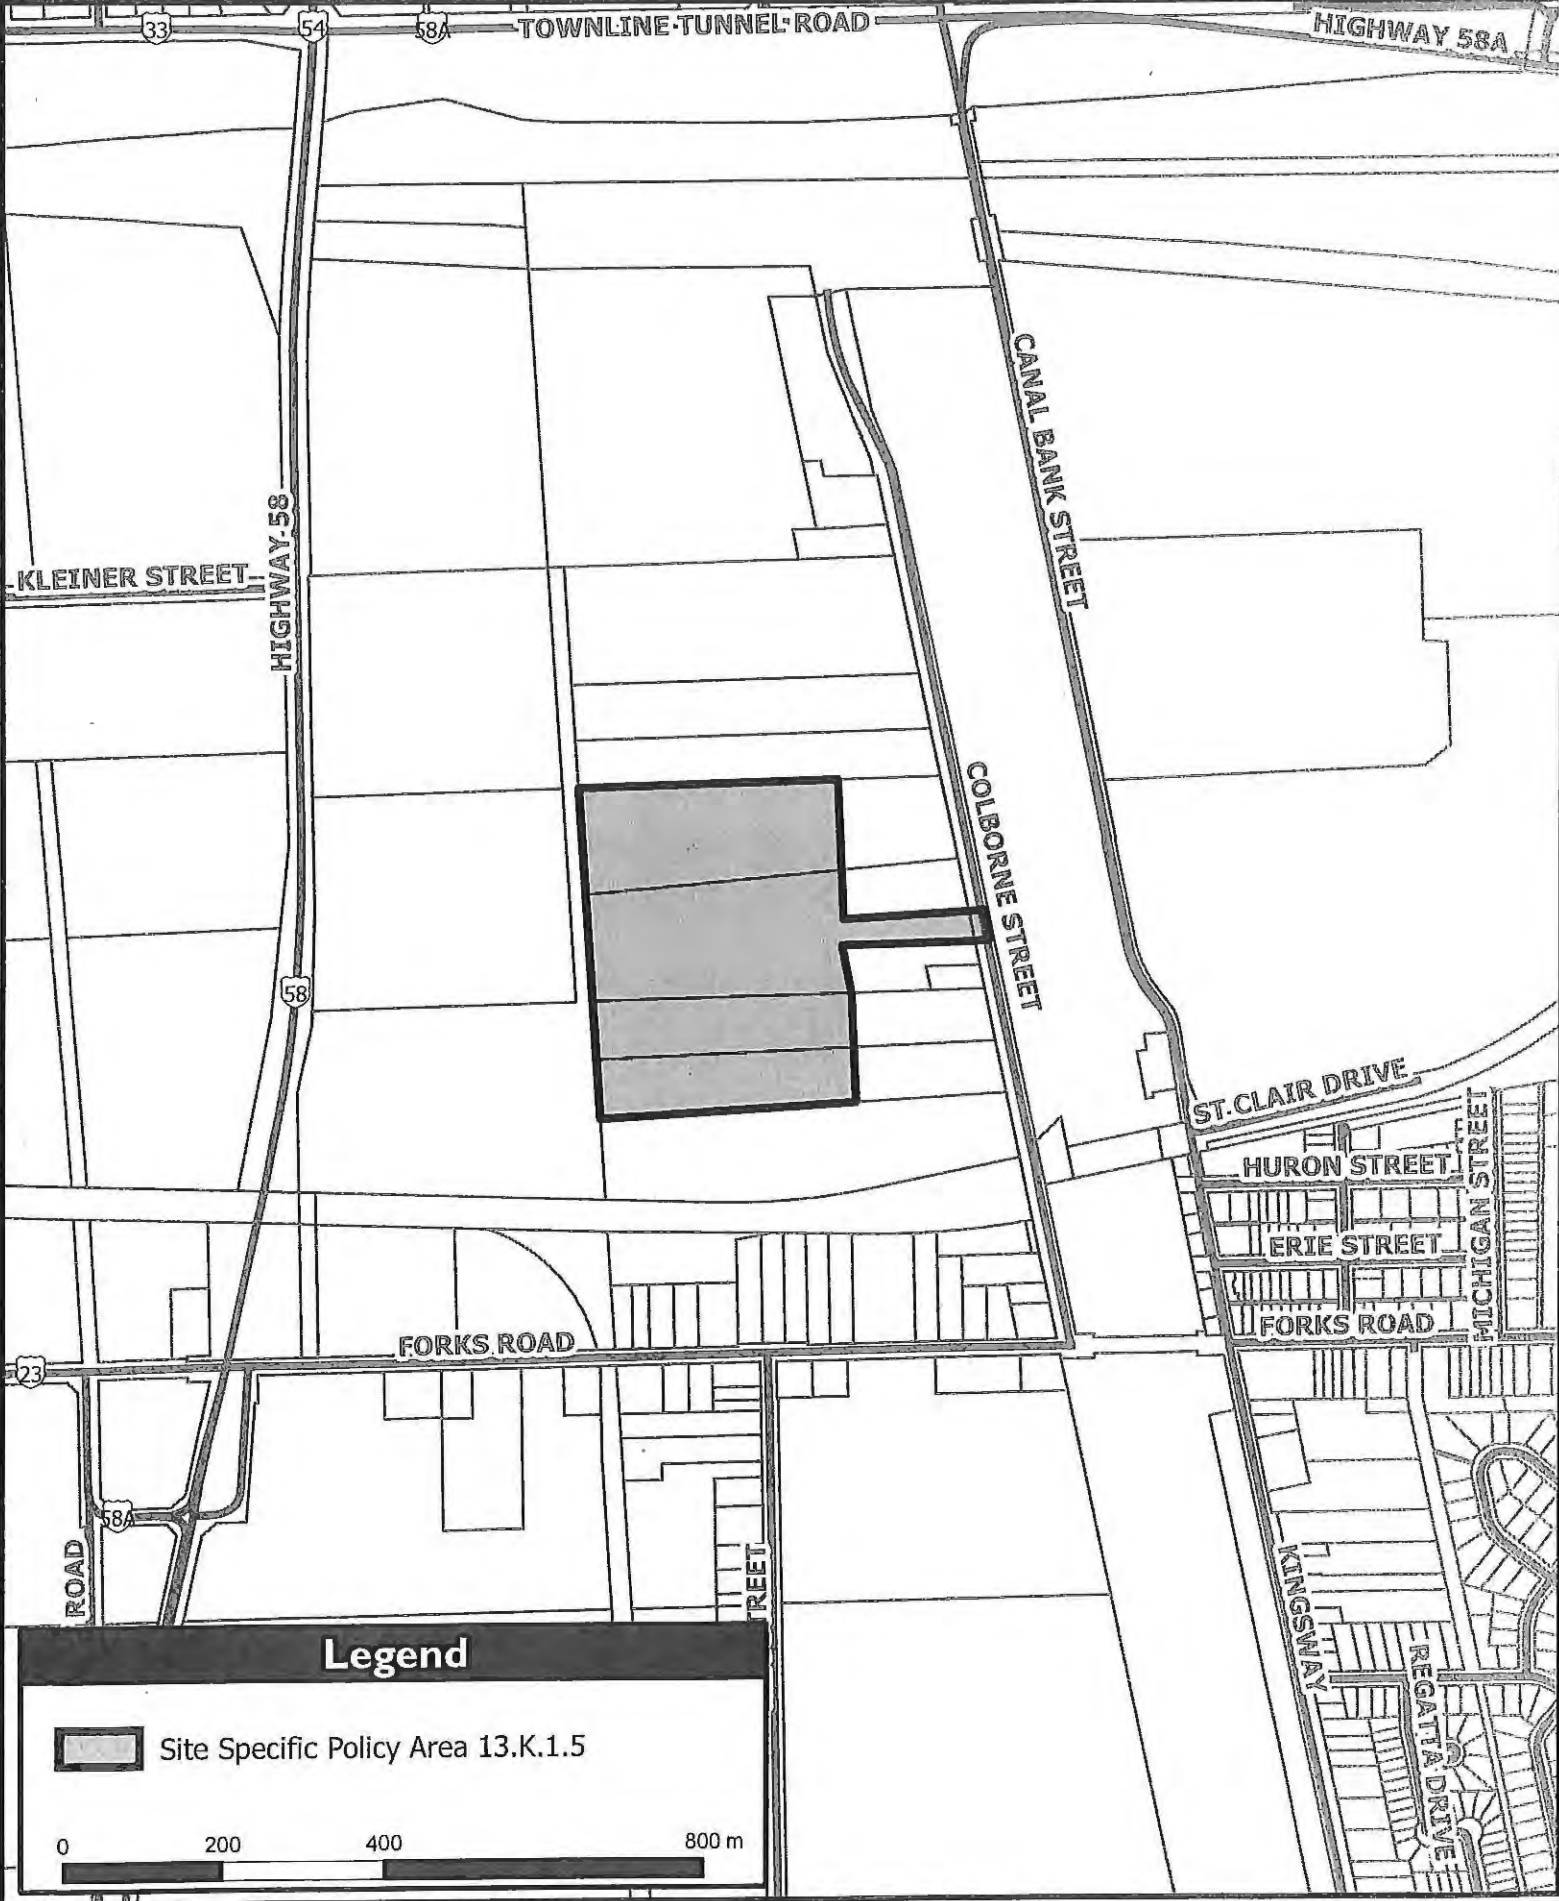 33
54
58A
TOWNLINE TUNNEL ROAD
HIGHWAY 58A
CANAL BANK STREET
HIGHWAY 58
KLEINER STREET
COLBORNE STREET
58
ST. CLAIR DRIVE
HURON STREET
MICHIGAN STREET
ERIE STREET
FORKS ROAD
FORKS ROAD
23
58A
ROAD
TREET
KINGSWAY
REGATTA DRIVE
Legend
Site Specific Policy Area 13.K.1.5
0 200 400 800 m